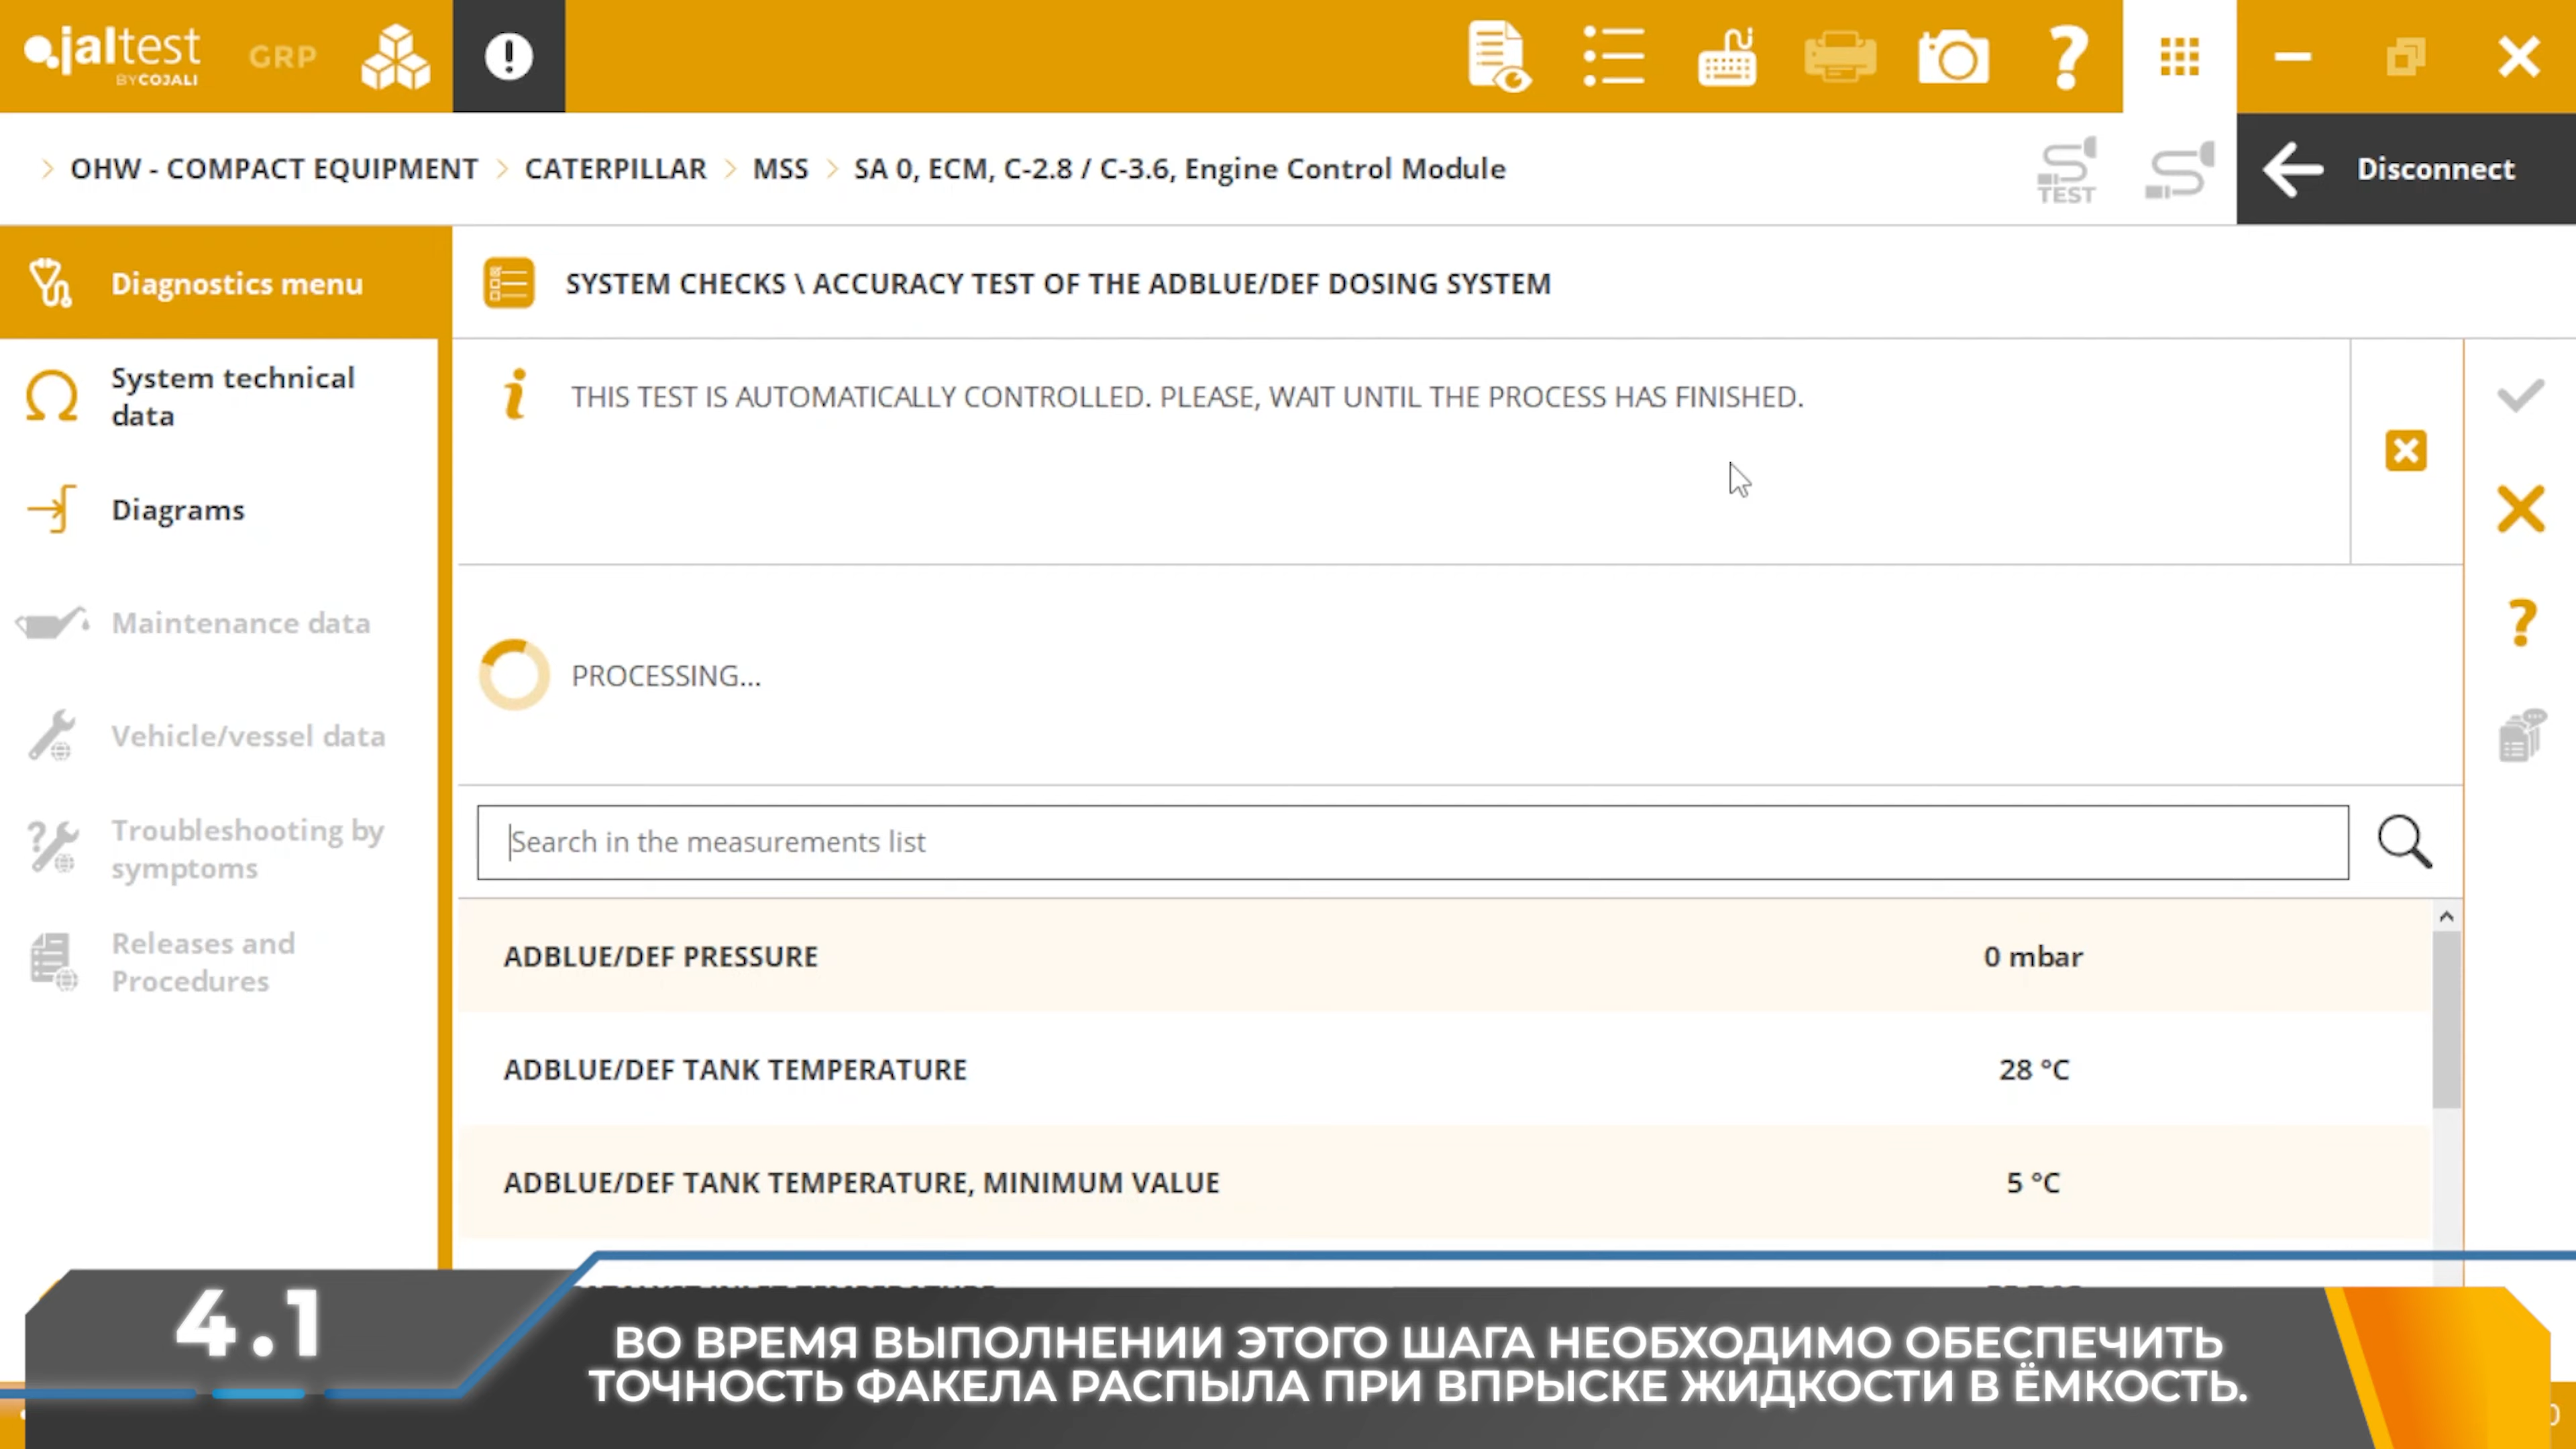 jaltest
BY COJALI
GRP
OHW - COMPACT EQUIPMENT
CATERPILLAR
MSS
SA 0, ECM, C-2.8 / C-3.6, Engine Control Module
TEST
Disconnect
Diagnostics menu
System technical
data
Diagrams
Maintenance data
Vehicle/vessel data
Troubleshooting by
symptoms
Releases and
Procedures
SYSTEM CHECKS \ ACCURACY TEST OF THE ADBLUE/DEF DOSING SYSTEM
THIS TEST IS AUTOMATICALLY CONTROLLED. PLEASE, WAIT UNTIL THE PROCESS HAS FINISHED.
PROCESSING...
Search in the measurements list
ADBLUE/DEF PRESSURE 0 mbar
ADBLUE/DEF TANK TEMPERATURE 28 °C
ADBLUE/DEF TANK TEMPERATURE, MINIMUM VALUE 5 °C
4.1
ВО ВРЕМЯ ВЫПОЛНЕНИИ ЭТОГО ШАГА НЕОБХОДИМО ОБЕСПЕЧИТЬ
ТОЧНОСТЬ ФАКЕЛА РАСПЫЛА ПРИ ВПРЫСКЕ ЖИДКОСТИ В ЁМКОСТЬ.